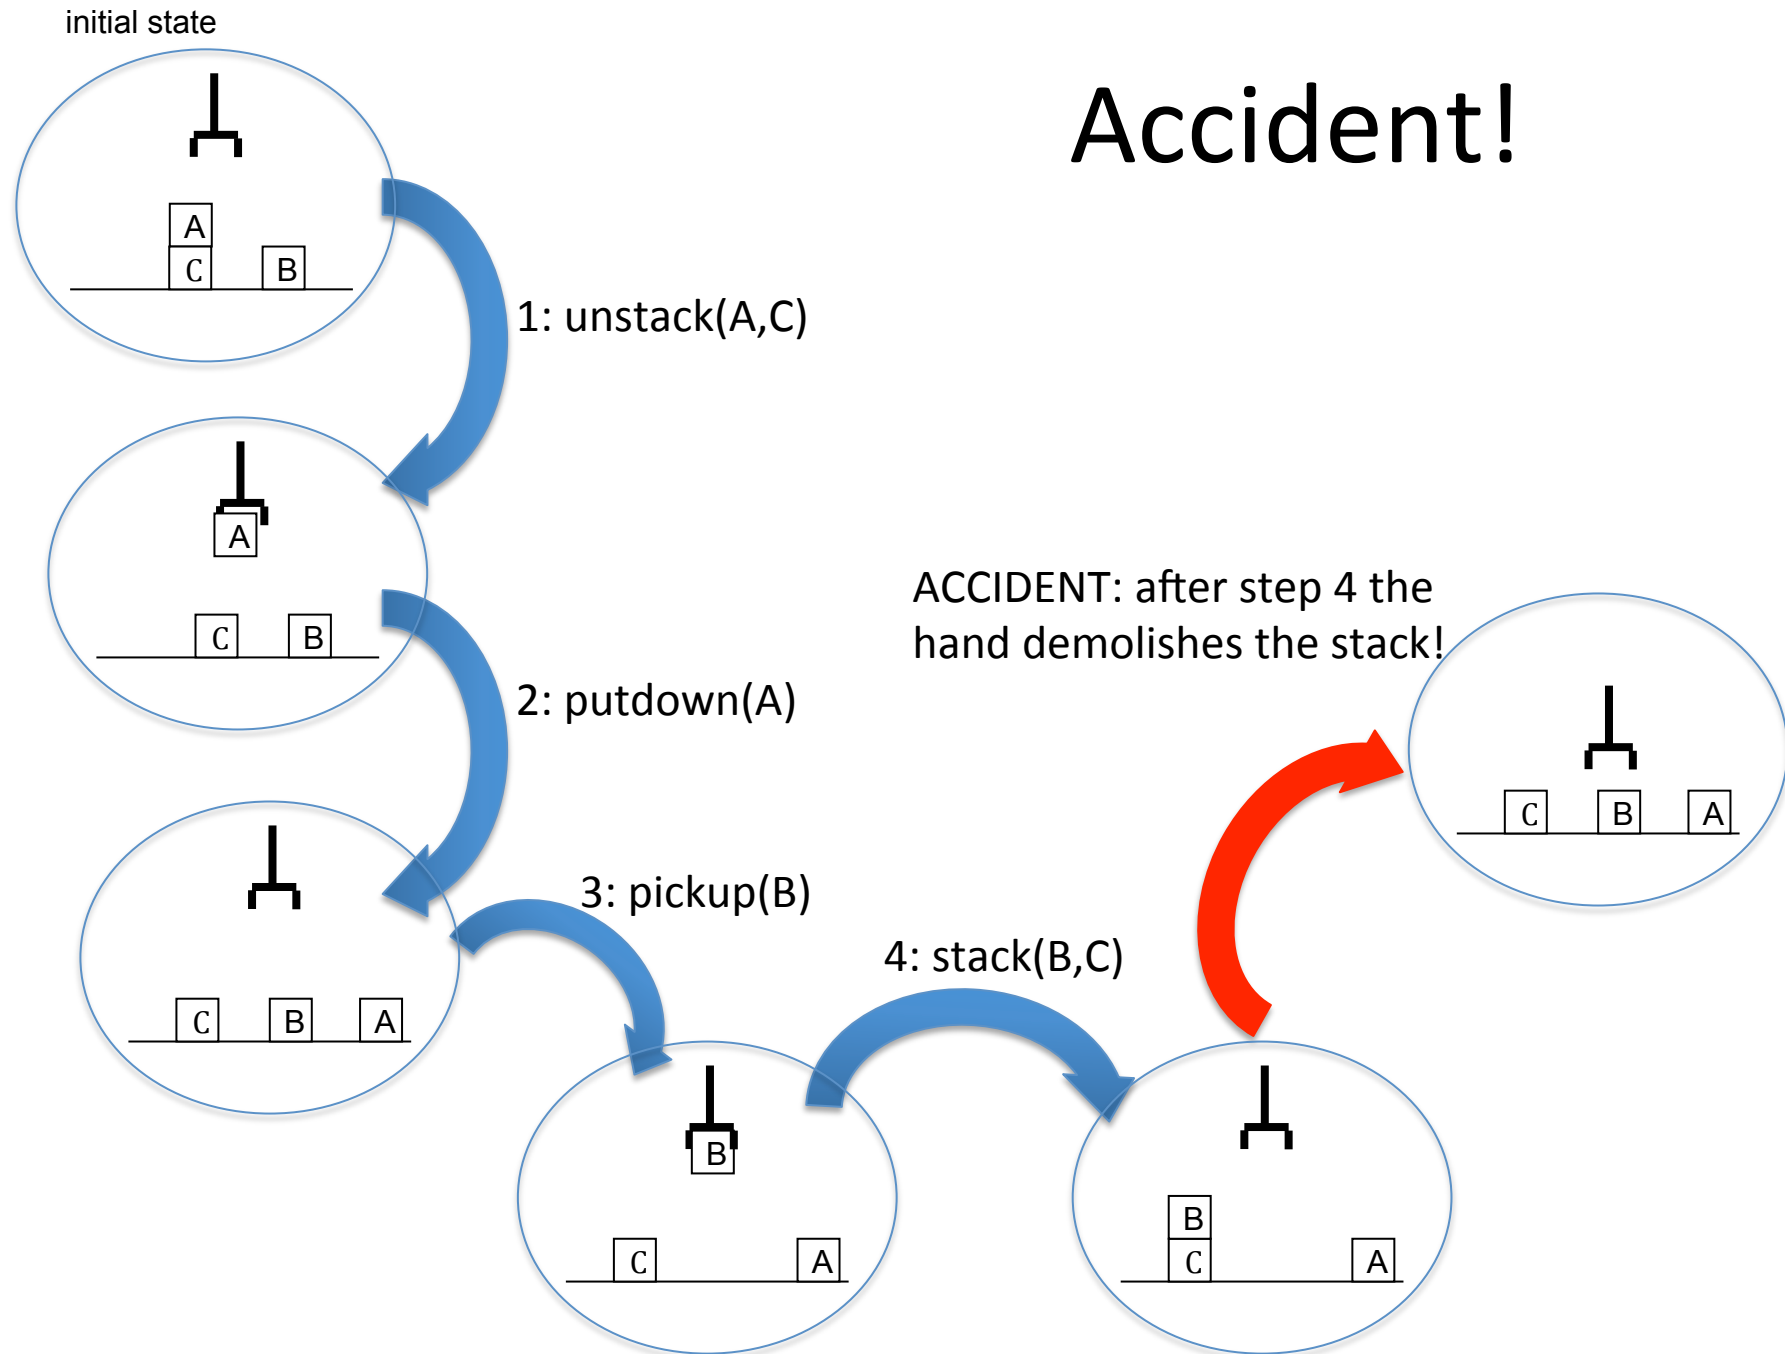 initial state
Accident!
A
C B
1: unstack(A,C)
A
C B
2: putdown(A)
ACCIDENT: after step 4 the
hand demolishes the stack!
C B A
3: pickup(B)
4: stack(B,C)
C B A
B
C A
B
C A